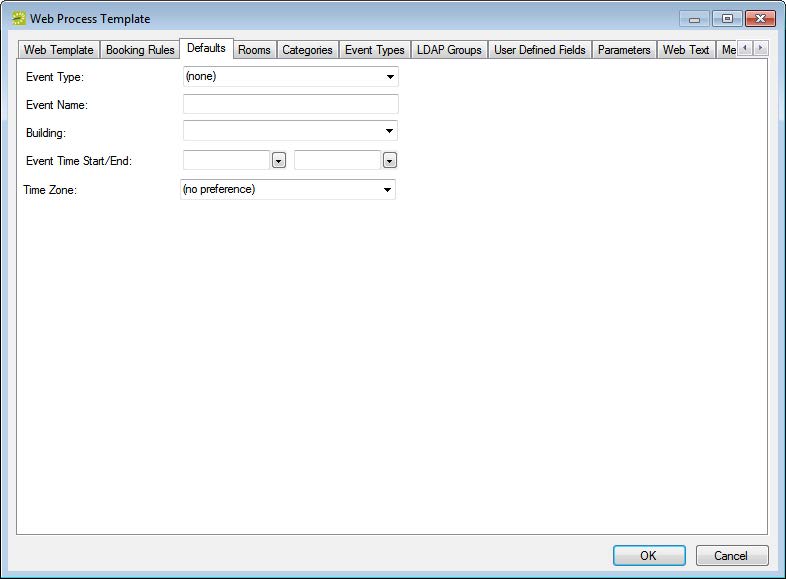 Web Process Template
Web Template Booking Rules Defaults Rooms Categories Event Types LDAP Groups User Defined Fields Parameters Web Text Me
Event Type: (none)
Event Name:
Building:
Event Time Start/End:
Time Zone: (no preference)
OK Cancel